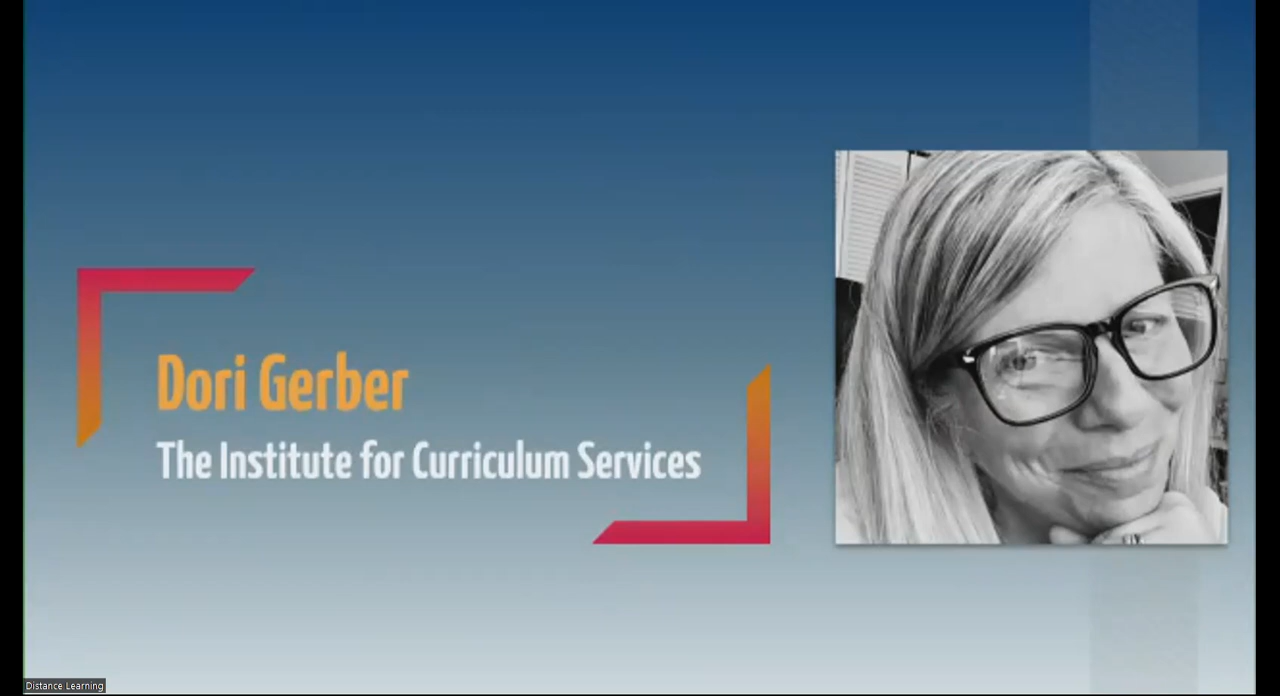 Dori Gerber
The Institute for Curriculum Services
Distance Learning